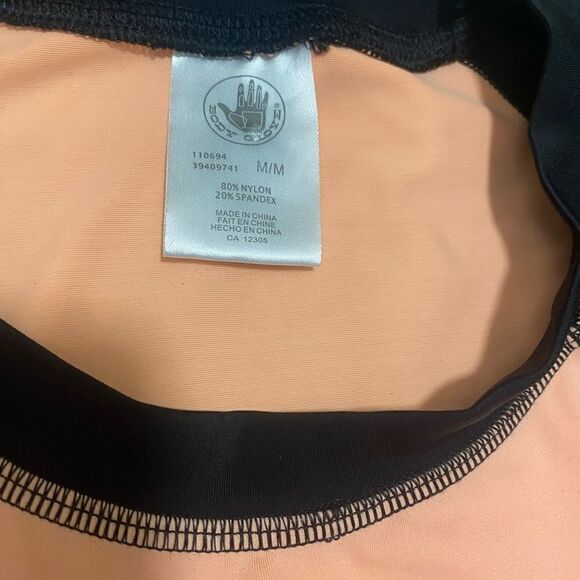 BODY GLOVE
110694
39409741 M/M
80% NYLON
20% SPANDEX
MADE IN CHINA
FAIT EN CHINE
HECHO EN CHINA
CA 12305